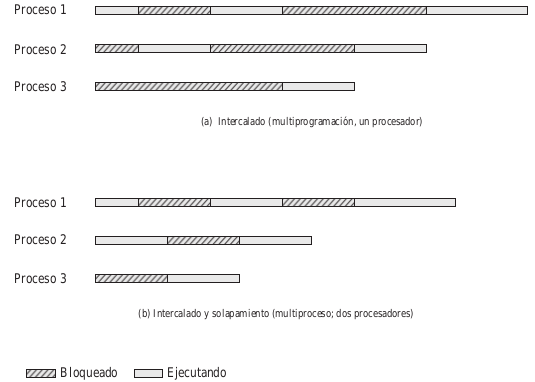 Proceso 1
Proceso 2
Proceso 3
(a) Intercalado (multiprogramación, un procesador)
Proceso 1
Proceso 2
Proceso 3
(b) Intercalado y solapamiento (multiproceso; dos procesadores)
Bloqueado Ejecutando